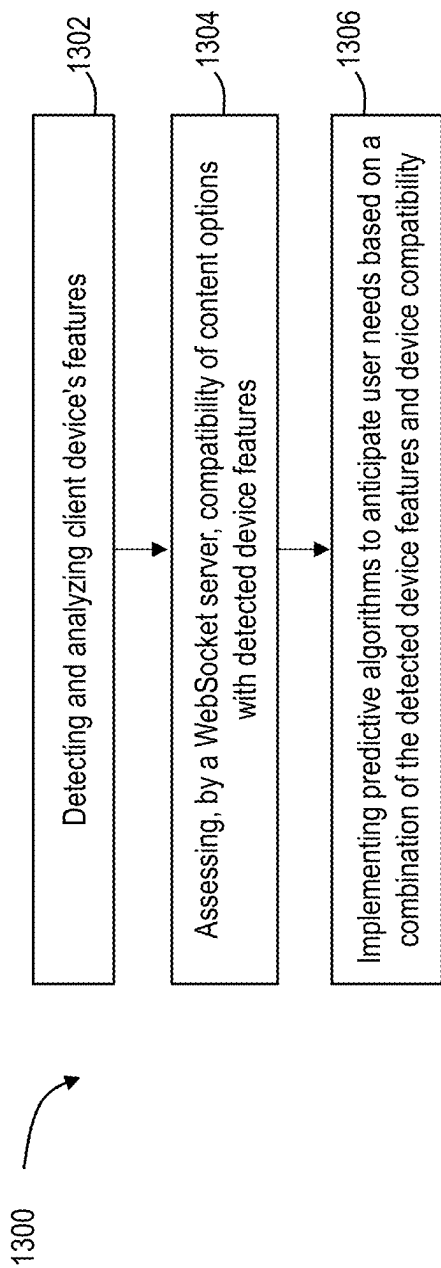 1300
Detecting and analyzing client device's features
1302
Assessing, by a WebSocket server, compatibility of content options
with detected device features
1304
Implementing predictive algorithms to anticipate user needs based on a
combination of the detected device features and device compatibility
1306